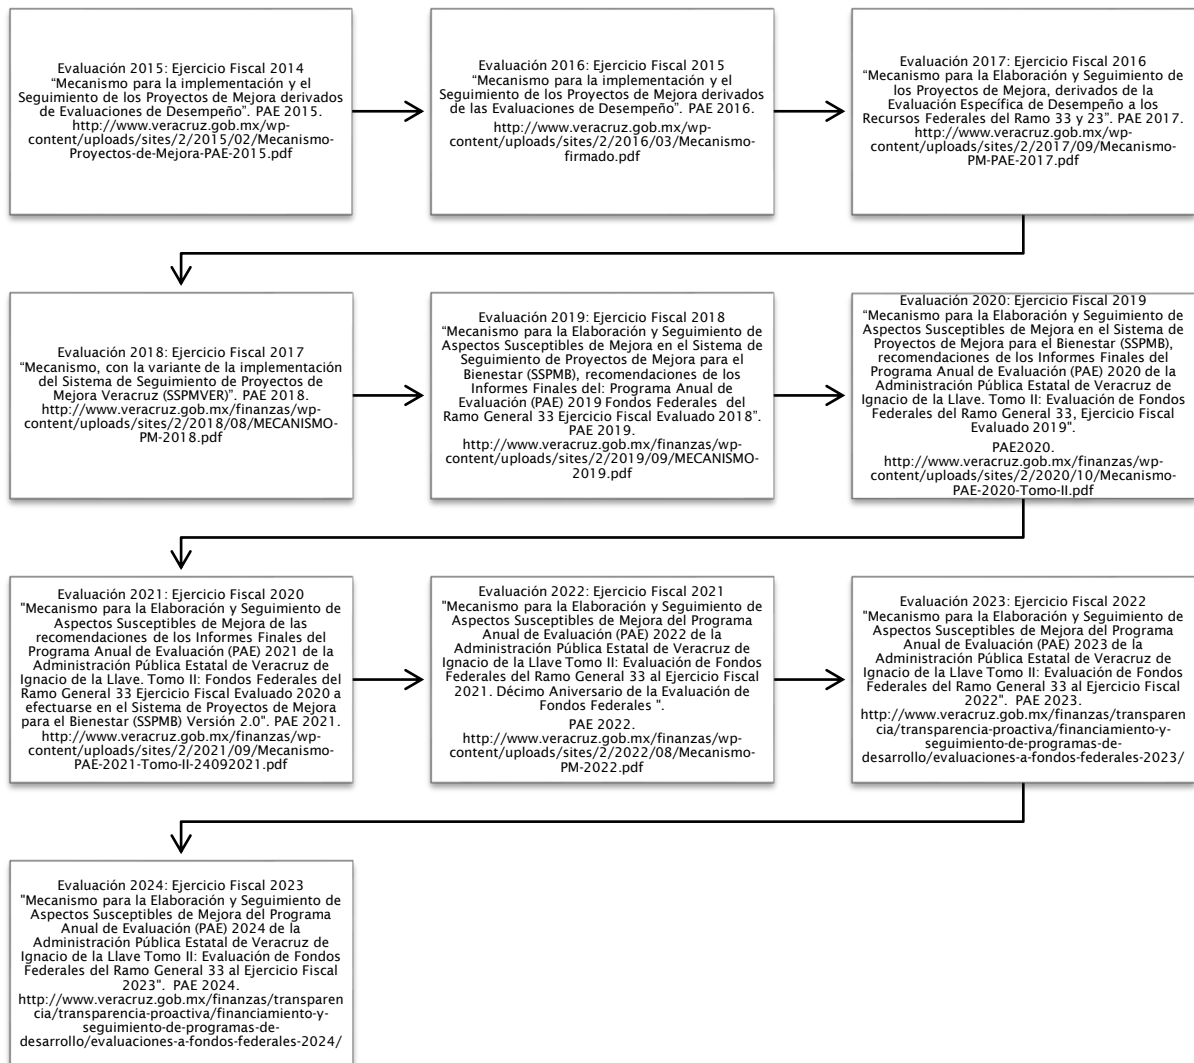 Evaluación 2015: Ejercicio Fiscal 2014
“Mecanismo para la implementación y el
Seguimiento de los Proyectos de Mejora derivados
de Evaluaciones de Desempeño”. PAE 2015.
http://www.veracruz.gob.mx/wp-
content/uploads/sites/2/2015/02/Mecanismo-
Proyectos-de-Mejora-PAE-2015.pdf
Evaluación 2016: Ejercicio Fiscal 2015
“Mecanismo para la implementación y el
Seguimiento de los Proyectos de Mejora derivados
de las Evaluaciones de Desempeño”. PAE 2016.
http://www.veracruz.gob.mx/wp-
content/uploads/sites/2/2016/03/Mecanismo-
firmado.pdf
Evaluación 2017: Ejercicio Fiscal 2016
“Mecanismo para la Elaboración y Seguimiento de
los Proyectos de Mejora, derivados de la
Evaluación Específica de Desempeño a los
Recursos Federales del Ramo 33 y 23”. PAE 2017.
http://www.veracruz.gob.mx/wp-
content/uploads/sites/2/2017/09/Mecanismo-
PM-PAE-2017.pdf
Evaluación 2018: Ejercicio Fiscal 2017
“Mecanismo, con la variante de la implementación
del Sistema de Seguimiento de Proyectos de
Mejora Veracruz (SSPMVER)”. PAE 2018.
http://www.veracruz.gob.mx/finanzas/wp-
content/uploads/sites/2/2018/08/MECANISMO-
PM-2018.pdf
Evaluación 2019: Ejercicio Fiscal 2018
“Mecanismo para la Elaboración y Seguimiento de
Aspectos Susceptibles de Mejora en el Sistema de
Seguimiento de Proyectos de Mejora para el
Bienestar (SSPMB), recomendaciones de los
Informes Finales del: Programa Anual de
Evaluación (PAE) 2019 Fondos Federales del
Ramo General 33 Ejercicio Fiscal Evaluado 2018”.
PAE 2019.
http://www.veracruz.gob.mx/finanzas/wp-
content/uploads/sites/2/2019/09/MECANISMO-
2019.pdf
Evaluación 2020: Ejercicio Fiscal 2019
“Mecanismo para la Elaboración y Seguimiento de
Aspectos Susceptibles de Mejora en el Sistema de
Proyectos de Mejora para el Bienestar (SSPMB),
recomendaciones de los Informes Finales del
Programa Anual de Evaluación (PAE) 2020 de la
Administración Pública Estatal de Veracruz de
Ignacio de la Llave. Tomo II: Evaluación de Fondos
Federales del Ramo General 33, Ejercicio Fiscal
Evaluado 2019”.
PAE2020.
http://www.veracruz.gob.mx/finanzas/wp-
content/uploads/sites/2/2020/10/Mecanismo-
PAE-2020-Tomo-II.pdf
Evaluación 2021: Ejercicio Fiscal 2020
"Mecanismo para la Elaboración y Seguimiento de
Aspectos Susceptibles de Mejora de las
recomendaciones de los Informes Finales del
Programa Anual de Evaluación (PAE) 2021 de la
Administración Pública Estatal de Veracruz de
Ignacio de la Llave. Tomo II: Fondos Federales del
Ramo General 33 Ejercicio Fiscal Evaluado 2020 a
efectuarse en el Sistema de Proyectos de Mejora
para el Bienestar (SSPMB) Versión 2.0". PAE 2021.
http://www.veracruz.gob.mx/finanzas/wp-
content/uploads/sites/2/2021/09/Mecanismo-
PAE-2021-Tomo-II-24092021.pdf
Evaluación 2022: Ejercicio Fiscal 2021
"Mecanismo para la Elaboración y Seguimiento de
Aspectos Susceptibles de Mejora del Programa
Anual de Evaluación (PAE) 2022 de la
Administración Pública Estatal de Veracruz de
Ignacio de la Llave Tomo II: Evaluación de Fondos
Federales del Ramo General 33 al Ejercicio Fiscal
2021. Décimo Aniversario de la Evaluación de
Fondos Federales ".
PAE 2022.
http://www.veracruz.gob.mx/finanzas/wp-
content/uploads/sites/2/2022/08/Mecanismo-
PM-2022.pdf
Evaluación 2023: Ejercicio Fiscal 2022
"Mecanismo para la Elaboración y Seguimiento de
Aspectos Susceptibles de Mejora del Programa
Anual de Evaluación (PAE) 2023 de la
Administración Pública Estatal de Veracruz de
Ignacio de la Llave Tomo II: Evaluación de Fondos
Federales del Ramo General 33 al Ejercicio Fiscal
2022". PAE 2023.
http://www.veracruz.gob.mx/finanzas/transparen
cia/transparencia-proactiva/financiamiento-y-
seguimiento-de-programas-de-
desarrollo/evaluaciones-a-fondos-federales-2023/
Evaluación 2024: Ejercicio Fiscal 2023
"Mecanismo para la Elaboración y Seguimiento de
Aspectos Susceptibles de Mejora del Programa
Anual de Evaluación (PAE) 2024 de la
Administración Pública Estatal de Veracruz de
Ignacio de la Llave Tomo II: Evaluación de Fondos
Federales del Ramo General 33 al Ejercicio Fiscal
2023". PAE 2024.
http://www.veracruz.gob.mx/finanzas/transparen
cia/transparencia-proactiva/financiamiento-y-
seguimiento-de-programas-de-
desarrollo/evaluaciones-a-fondos-federales-2024/